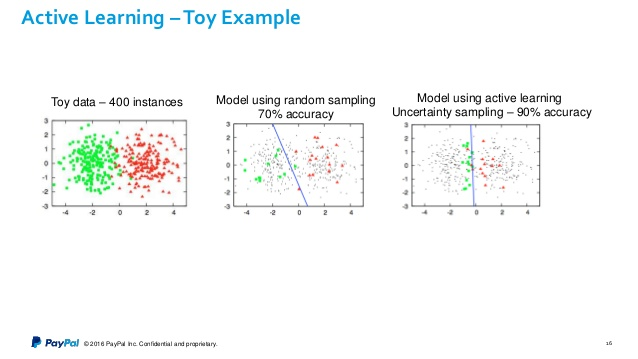 Active Learning – Toy Example
Toy data – 400 instances
Model using random sampling
70% accuracy
Model using active learning
Uncertainty sampling – 90% accuracy
3
2
1
0
-1
-2
-3
-4 -2 0 2 4
3
2
1
0
-1
-2
-3
-4 -2 0 2 4
3
2
1
0
-1
-2
-3
-4 -2 0 2 4
PayPal © 2016 PayPal Inc. Confidential and proprietary. 16